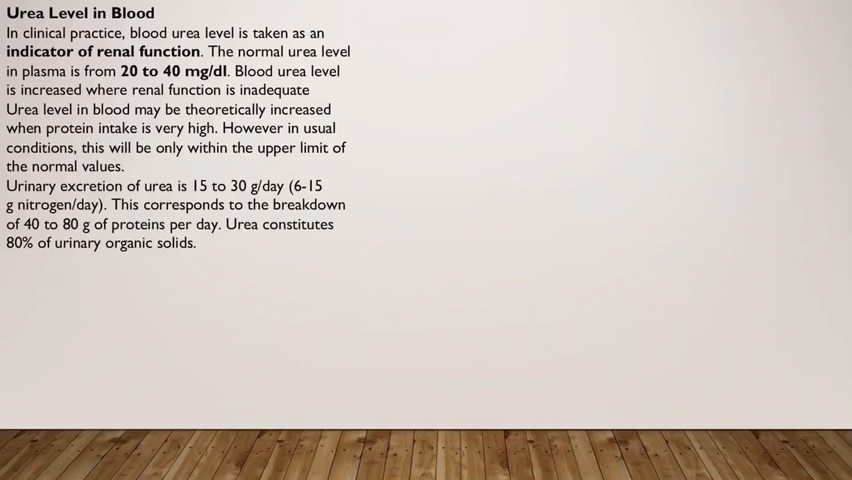 Urea Level in Blood
In clinical practice, blood urea level is taken as an
indicator of renal function. The normal urea level
in plasma is from 20 to 40 mg/dl. Blood urea level
is increased where renal function is inadequate
Urea level in blood may be theoretically increased
when protein intake is very high. However in usual
conditions, this will be only within the upper limit of
the normal values.
Urinary excretion of urea is 15 to 30 g/day (6-15
g nitrogen/day). This corresponds to the breakdown
of 40 to 80 g of proteins per day. Urea constitutes
80% of urinary organic solids.